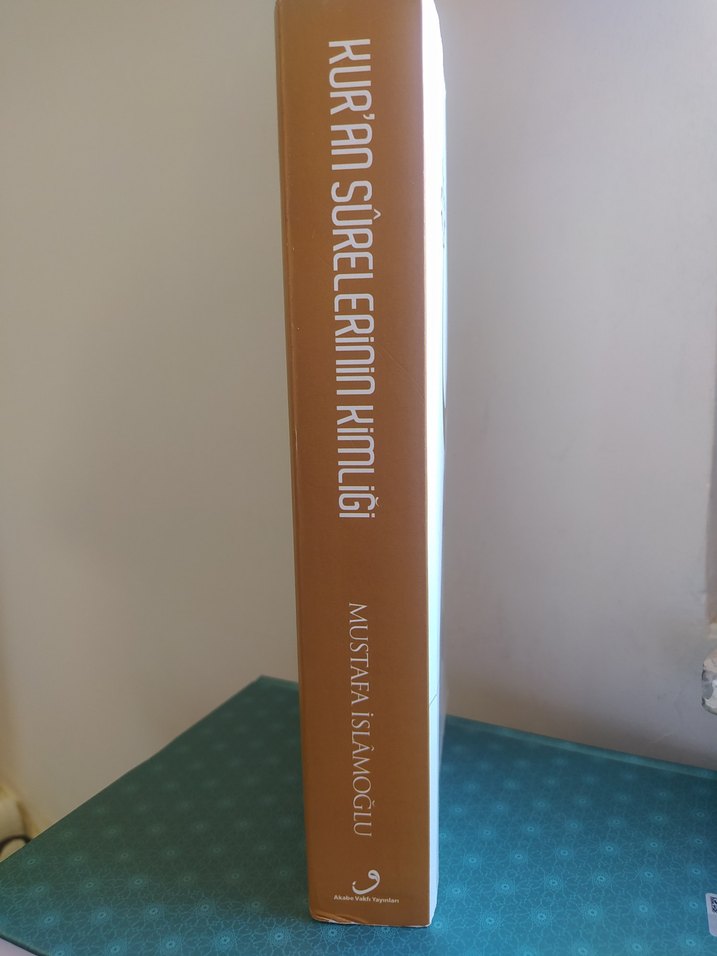 KUR'AN SÛRELERİNİN KİMLİĞİ
MUSTAFA İSLÂMOĞLU
Akabe Vakfı Yayınları